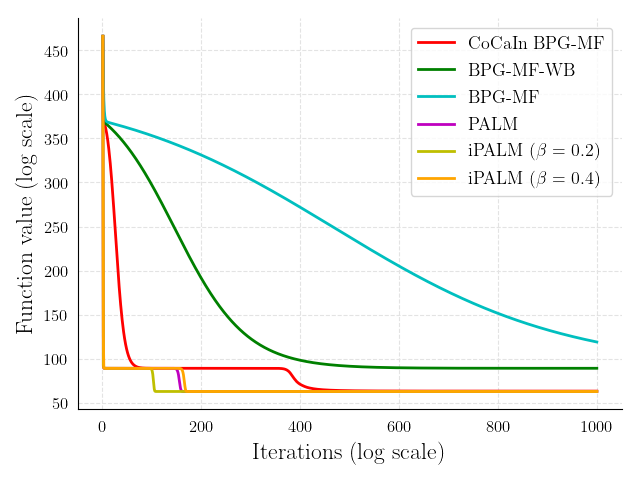 CoCaIn BPG-MF
BPG-MF-WB
BPG-MF
PALM
iPALM (β = 0.2)
iPALM (β = 0.4)
Function value (log scale)
450
400
350
300
250
200
150
100
50
0 200 400 600 800 1000
Iterations (log scale)